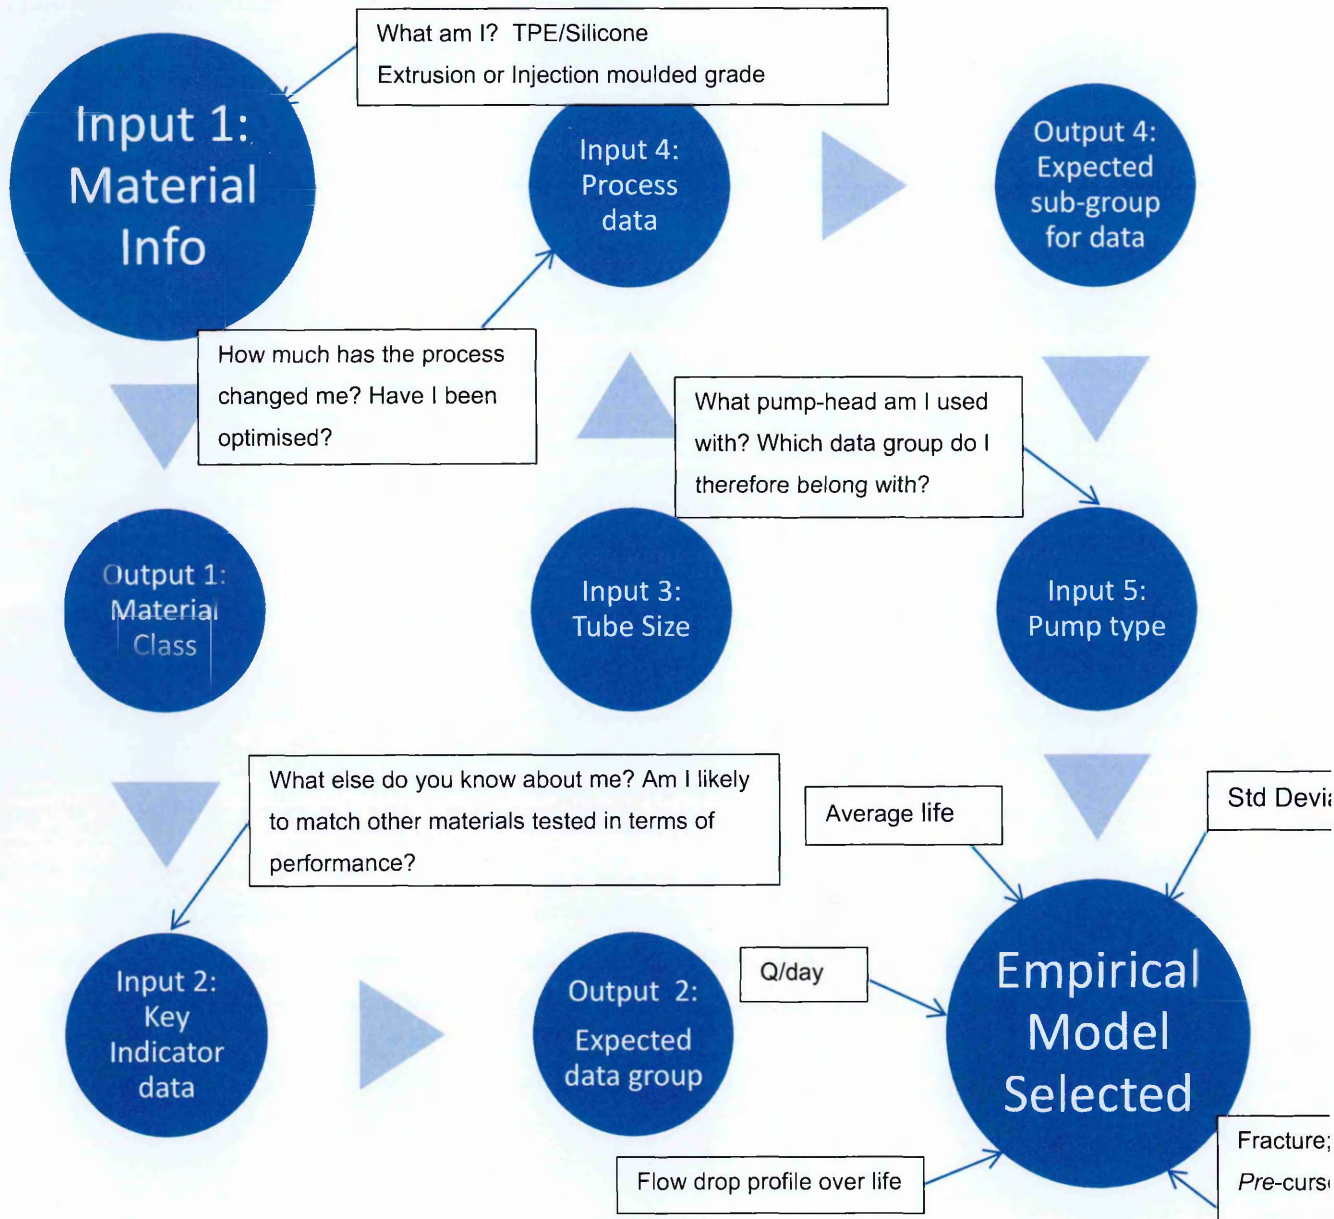 What am I? TPE/Silicone
Extrusion or Injection moulded grade
Input 1:
Material
Info
Input 4:
Process
data
Output 4:
Expected
sub-group
for data
How much has the process
changed me? Have I been
optimised?
What pump-head am I used
with? Which data group do I
therefore belong with?
Output 1:
Material
Class
Input 3:
Tube Size
Input 5:
Pump type
What else do you know about me? Am I likely
to match other materials tested in terms of
performance?
Average life
Std
Input 2:
Key
Indicator
data
Output 2:
Expected
data group
Q/day
Empirical
Model
Selected
Flow drop profile over life
Fracture;